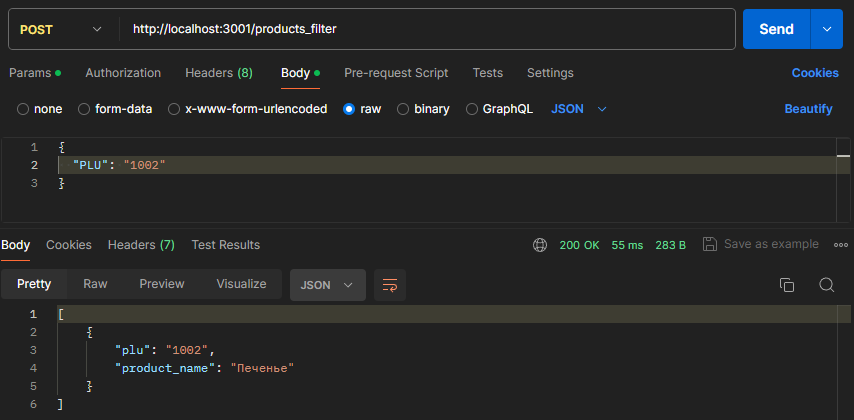 POST http://localhost:3001/products_filter Send
Params Authorization Headers (8) Body Pre-request Script Tests Settings Cookies
none form-data x-www-form-urlencoded raw binary GraphQL JSON Beautify
1 {
2 "PLU": "1002"
3 }
Body Cookies Headers (7) Test Results 200 OK 55 ms 283 B Save as example
Pretty Raw Preview Visualize JSON
1 [
2 {
3 "plu": "1002",
4 "product_name": "Печенье"
5 }
6 ]